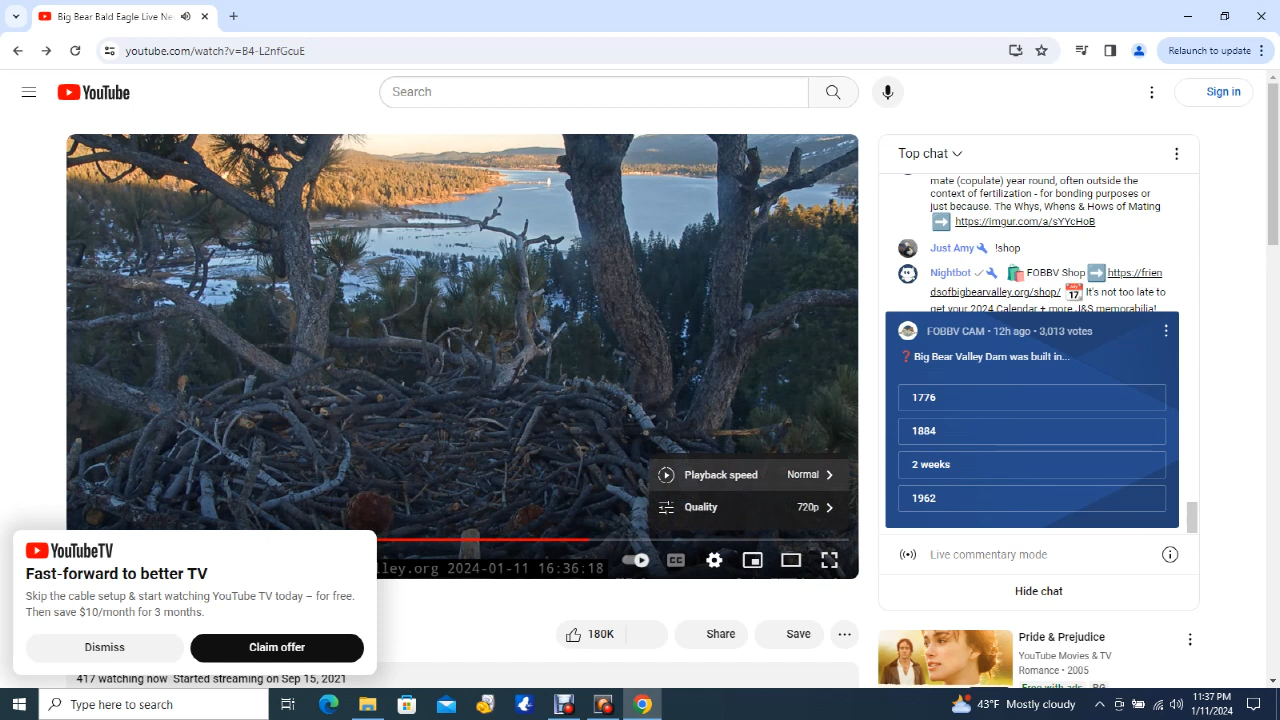 Big Bear Bald Eagle Live Ne
youtube.com/watch?v=B4-L2nfGcuE
Relaunch to update
YouTube
Search
Sign in
Top chat
mate (copulate) year round, often outside the
context of fertilization - for bonding purposes or
just because. The Whys, Whens & Hows of Mating
https://imgur.com/a/sYYcHoB
Just Amy !shop
Nightbot FOBBV Shop https://frien
dsofbigbearvalley.org/shop/ It's not too late to
get your 2024 Calendar + more J&S memorabilia!
FOBBV CAM • 12h ago • 3,013 votes
❓Big Bear Valley Dam was built in...
1776
1884
2 weeks
1962
Live commentary mode
Hide chat
Playback speed Normal
Quality 720p
CC
lley.org 2024-01-11 16:36:18
YouTubeTV
Fast-forward to better TV
Skip the cable setup & start watching YouTube TV today – for free.
Then save $10/month for 3 months.
Dismiss
Claim offer
180K
Share
Save
417 watching now Started streaming on Sep 15, 2021
Pride & Prejudice
YouTube Movies & TV
Romance • 2005
Free with ads PG
Type here to search
43°F Mostly cloudy
11:37 PM
1/11/2024